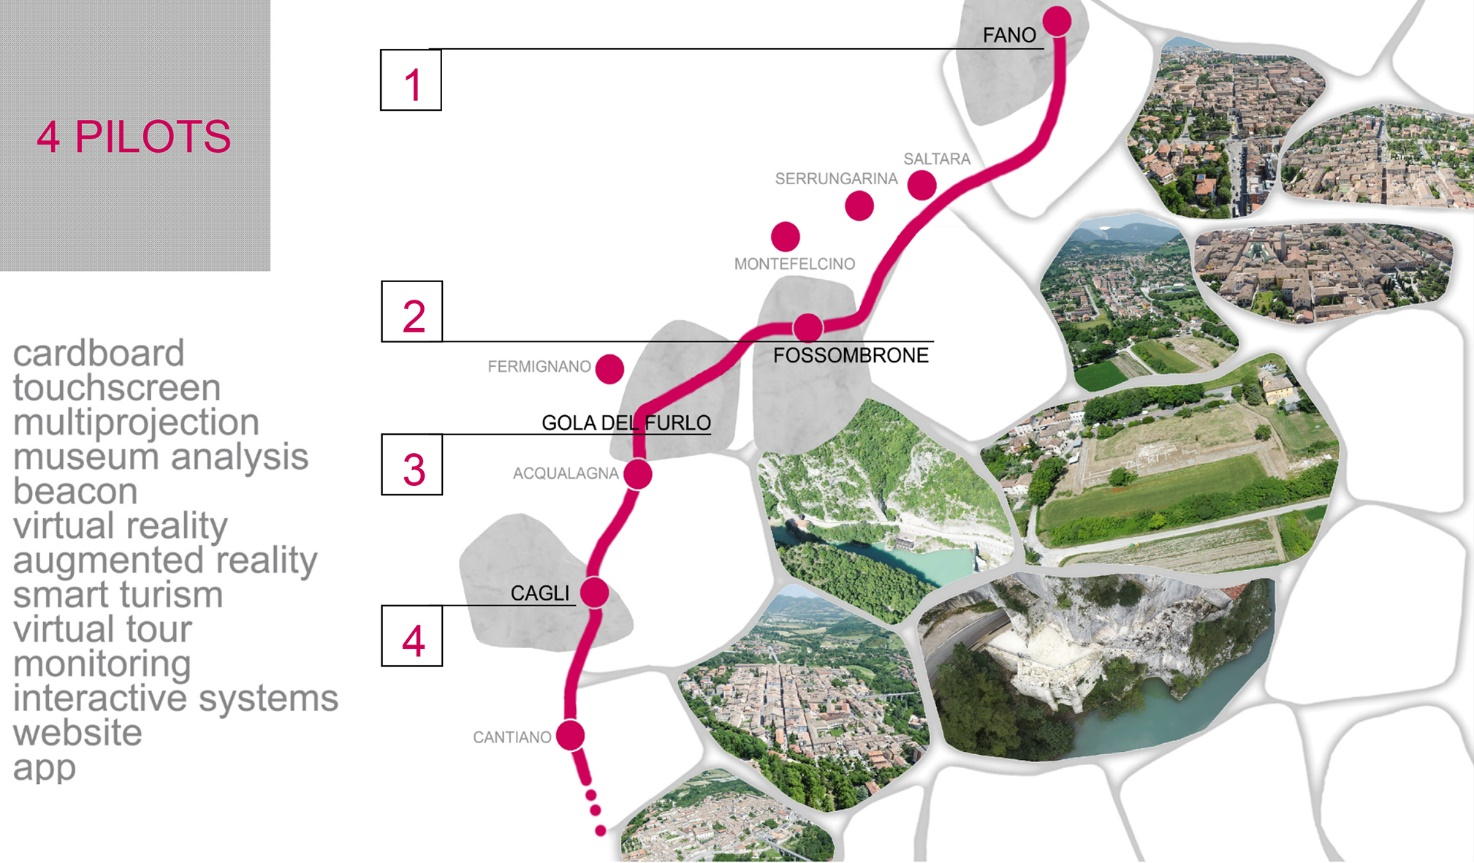 4 PILOTS
cardboard
touchscreen
multiprojection
museum analysis
beacon
virtual reality
augmented reality
smart turism
virtual tour
monitoring
interactive systems
website
app
FANO
1
SALTARA
SERRUNGARINA
MONTEFELCINO
2
FOSSOMBRONE
FERMIGNANO
GOLA DEL FURLO
3
ACQUALAGNA
CAGLI
4
CANTIANO